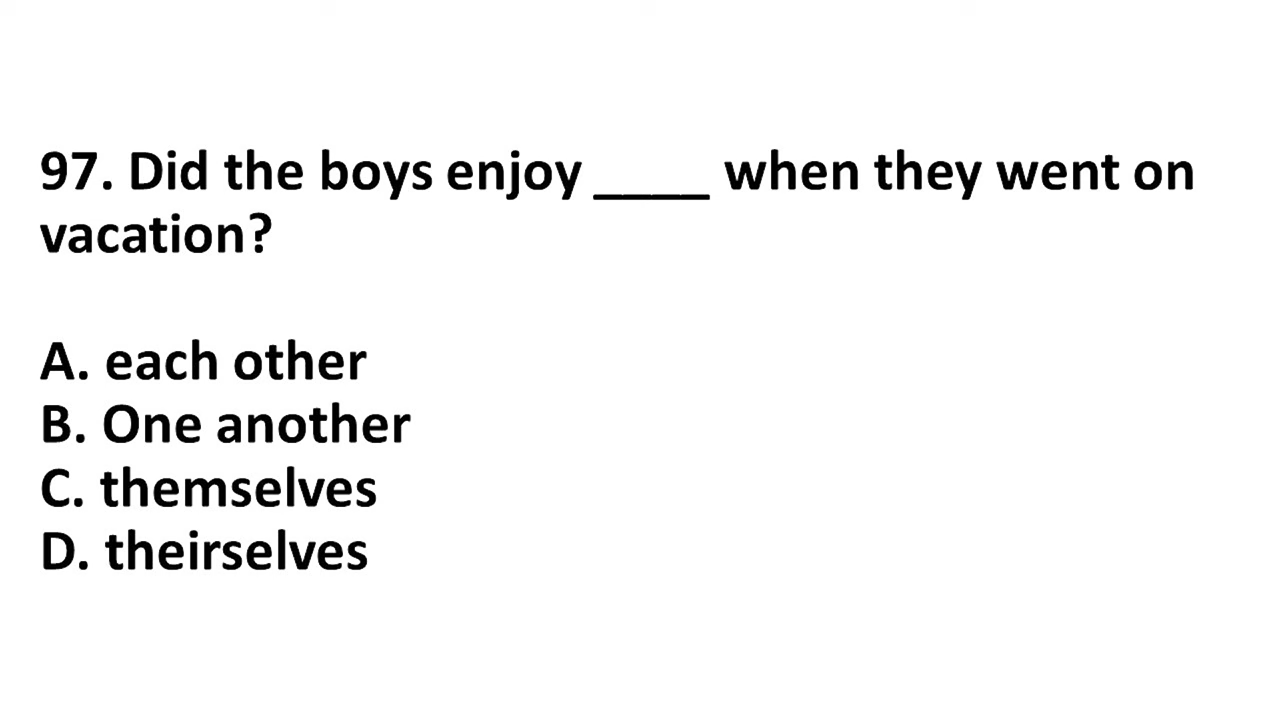 97. Did the boys enjoy ____ when they went on
vacation?
A. each other
B. One another
C. themselves
D. theirselves